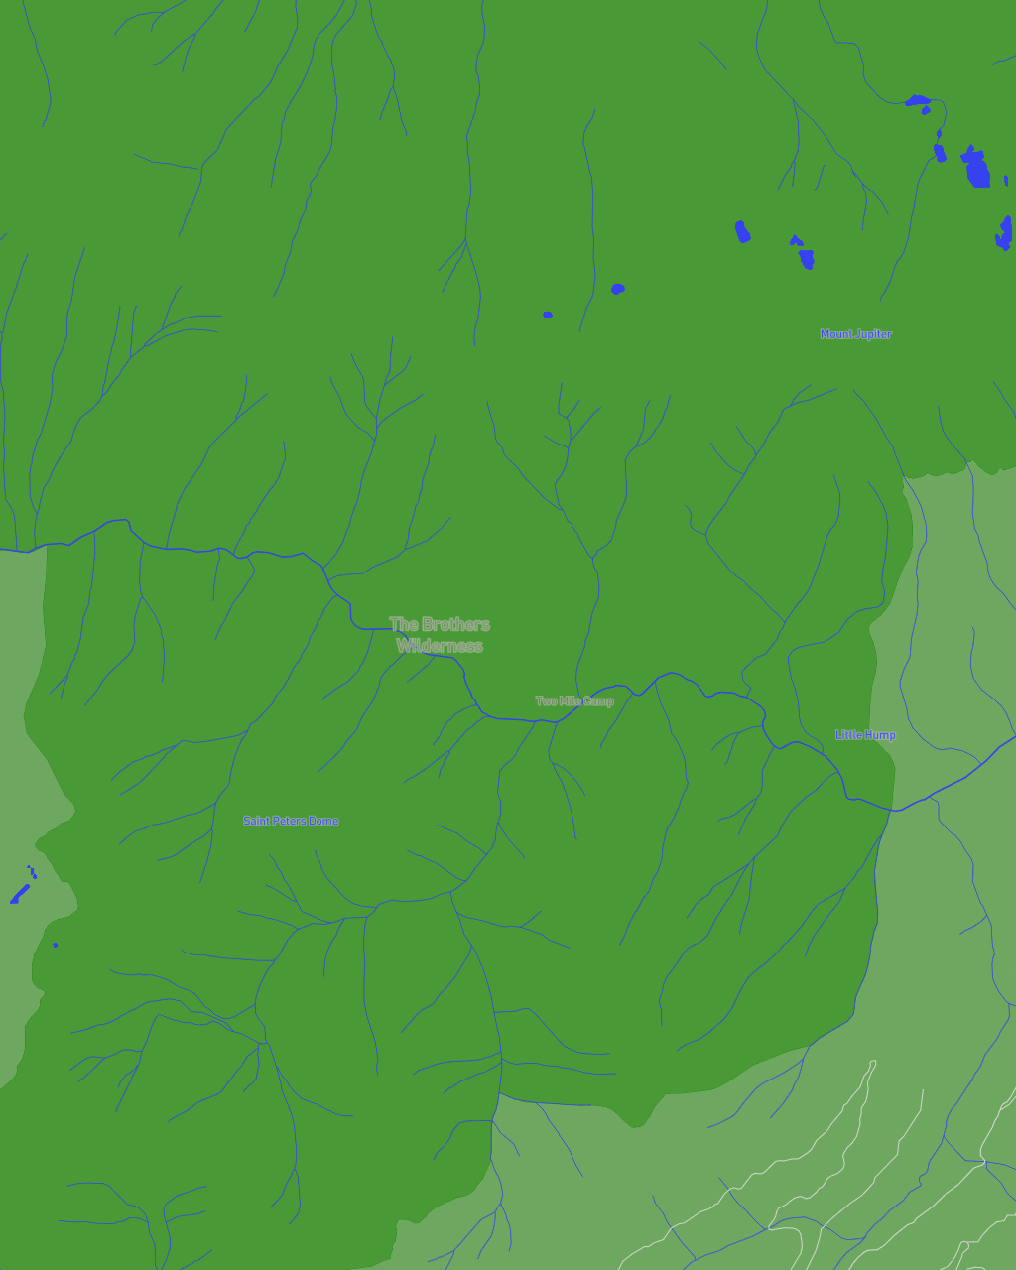 Mount Jupiter
The Brothers
Wilderness
Two Mile Camp
Little Hump
Saint Peters Dome